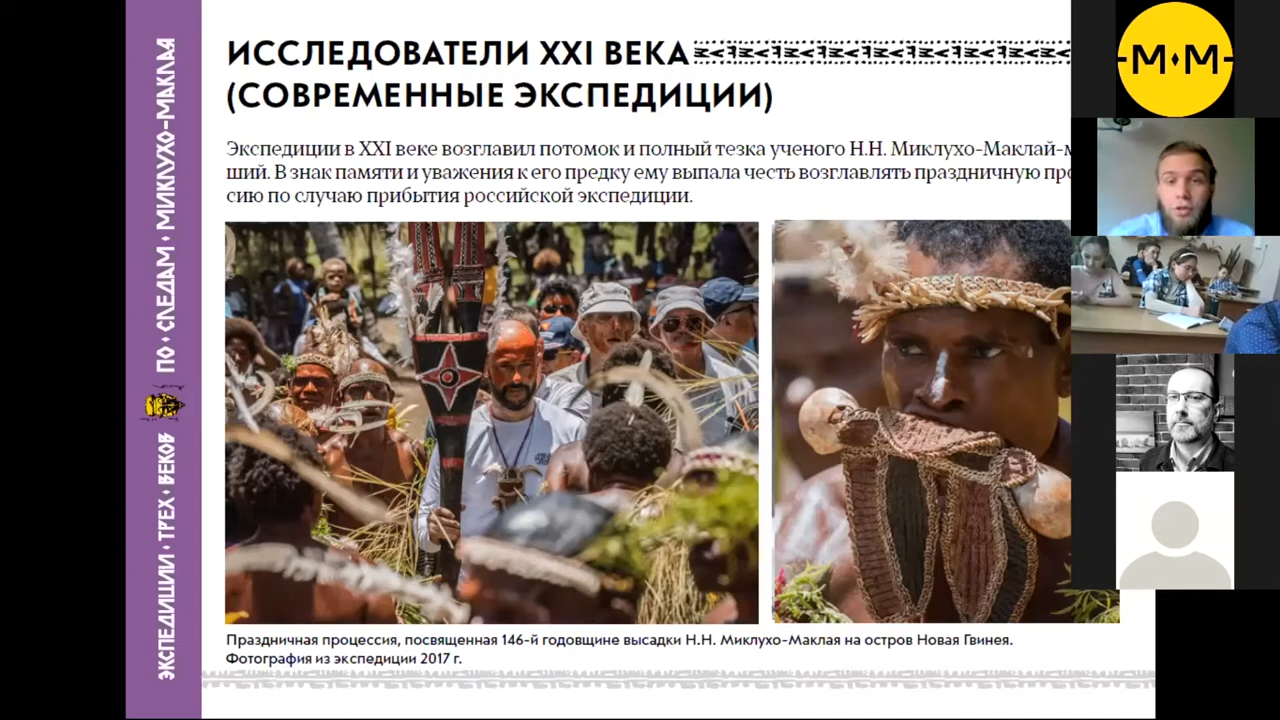 ИССЛЕДОВАТЕЛИ XXI ВЕКА
(СОВРЕМЕННЫЕ ЭКСПЕДИЦИИ)
Экспедиции в XXI веке возглавил потомок и полный тезка ученого Н.Н. Миклухо-Маклай-м
ший. В знак памяти и уважения к его предку ему выпала честь возглавлять праздничную про
сию по случаю прибытия российской экспедиции.
Праздничная процессия, посвященная 146-й годовщине высадки Н.Н. Миклухо-Маклая на остров Новая Гвинея.
Фотография из экспедиции 2017 г.
ЭКСПЕДИЦИИ • ТРЕХ • ВЕКОВ
ПО • СЛЕДАМ • МИКЛУХО-МАКЛАЯ
-М•М-